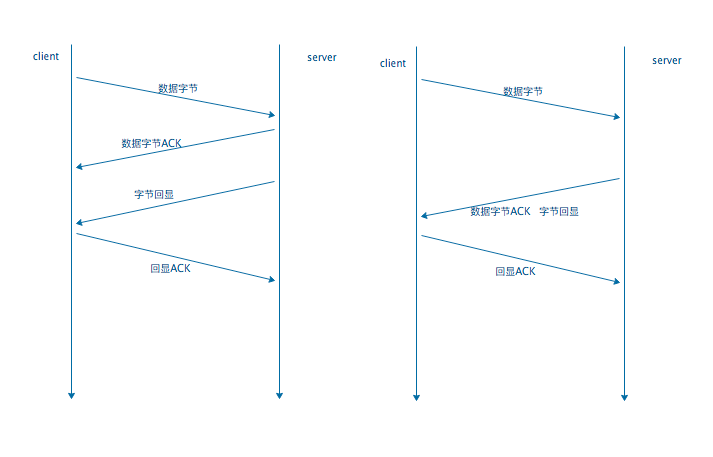 client
server
数据字节
数据字节ACK
字节回显
回显ACK
client
server
数据字节
数据字节ACK 字节回显
回显ACK